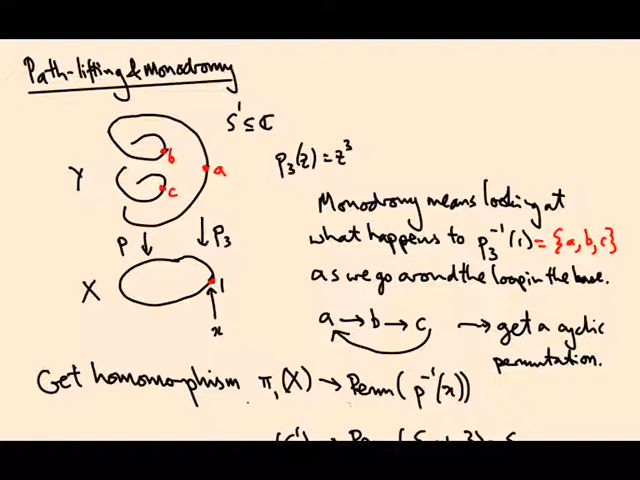 Path-lifting & Monodromy
S¹ ⊆ ℂ
p₃(z) = z³
b
Y
a
c
p
p₃
X
1
x
Monodromy means looking at
what happens to p₃⁻¹(1) = {a, b, c}
as we go around the loop in the base.
a → b → c → get a cyclic
permutation.
Get homomorphism π₁(X) → Perm(p⁻¹(x))